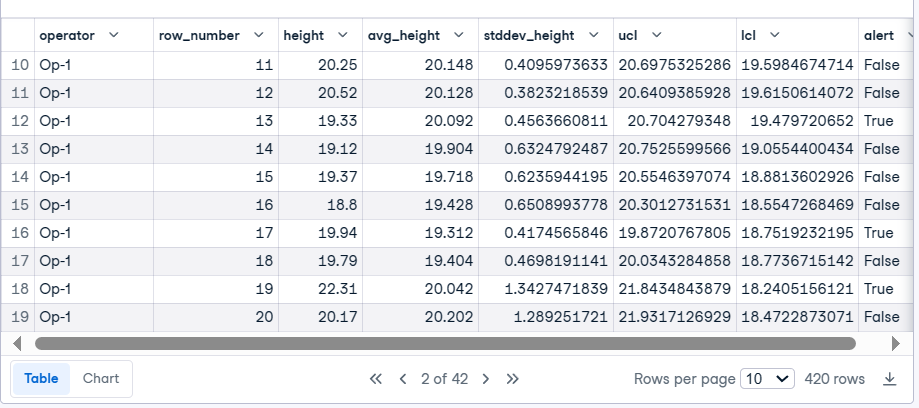 operator row_number height avg_height stddev_height ucl lcl alert
10 Op-1 11 20.25 20.148 0.4095973633 20.6975325286 19.5984674714 False
11 Op-1 12 20.52 20.128 0.3823218539 20.6409385928 19.6150614072 False
12 Op-1 13 19.33 20.092 0.4563660811 20.704279348 19.479720652 True
13 Op-1 14 19.12 19.904 0.6324792487 20.7525599566 19.0554400434 False
14 Op-1 15 19.37 19.718 0.6235944195 20.5546397074 18.8813602926 False
15 Op-1 16 18.8 19.428 0.6508993778 20.3012731531 18.5547268469 False
16 Op-1 17 19.94 19.312 0.4174565846 19.8720767805 18.7519232195 True
17 Op-1 18 19.79 19.404 0.4698191141 20.0343284858 18.7736715142 False
18 Op-1 19 22.31 20.042 1.3427471839 21.8434843879 18.2405156121 True
19 Op-1 20 20.17 20.202 1.289251721 21.9317126929 18.4722873071 False
Table Chart 2 of 42 Rows per page 10 420 rows